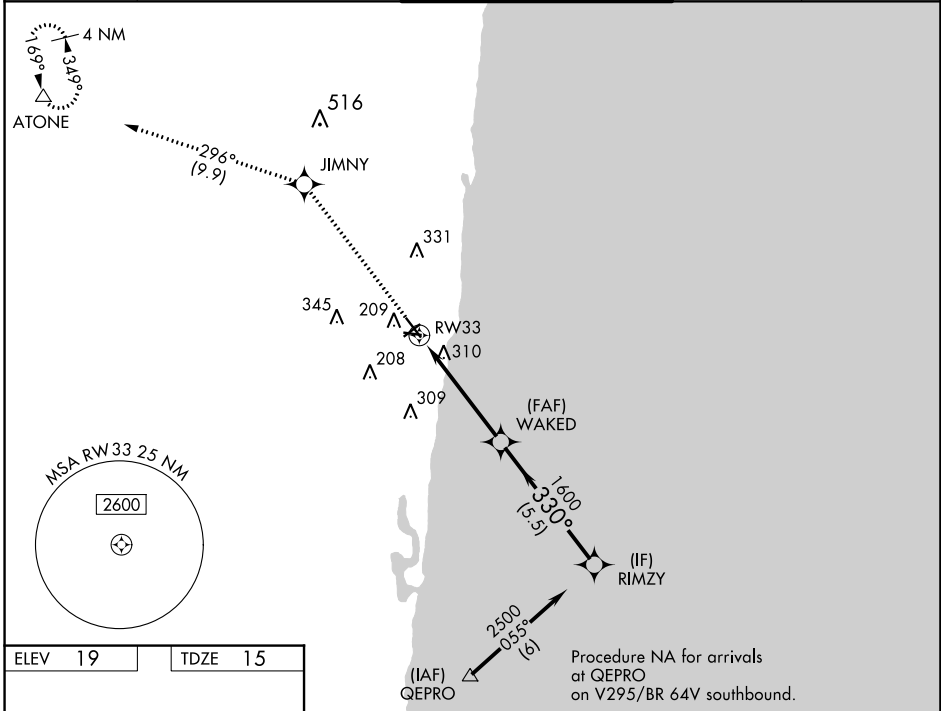 4 NM
169°
349°
ATONE
516
296°
(9.9)
JIMNY
331
345
209
RW33
310
208
309
(FAF)
WAKED
MSA RW 33 25 NM
2600
1600
330°
(5.5)
(IF)
RIMZY
2500
055°
(6)
(IAF)
QEPRO
Procedure NA for arrivals
at QEPRO
on V295/BR 64V southbound.
ELEV 19
TDZE 15